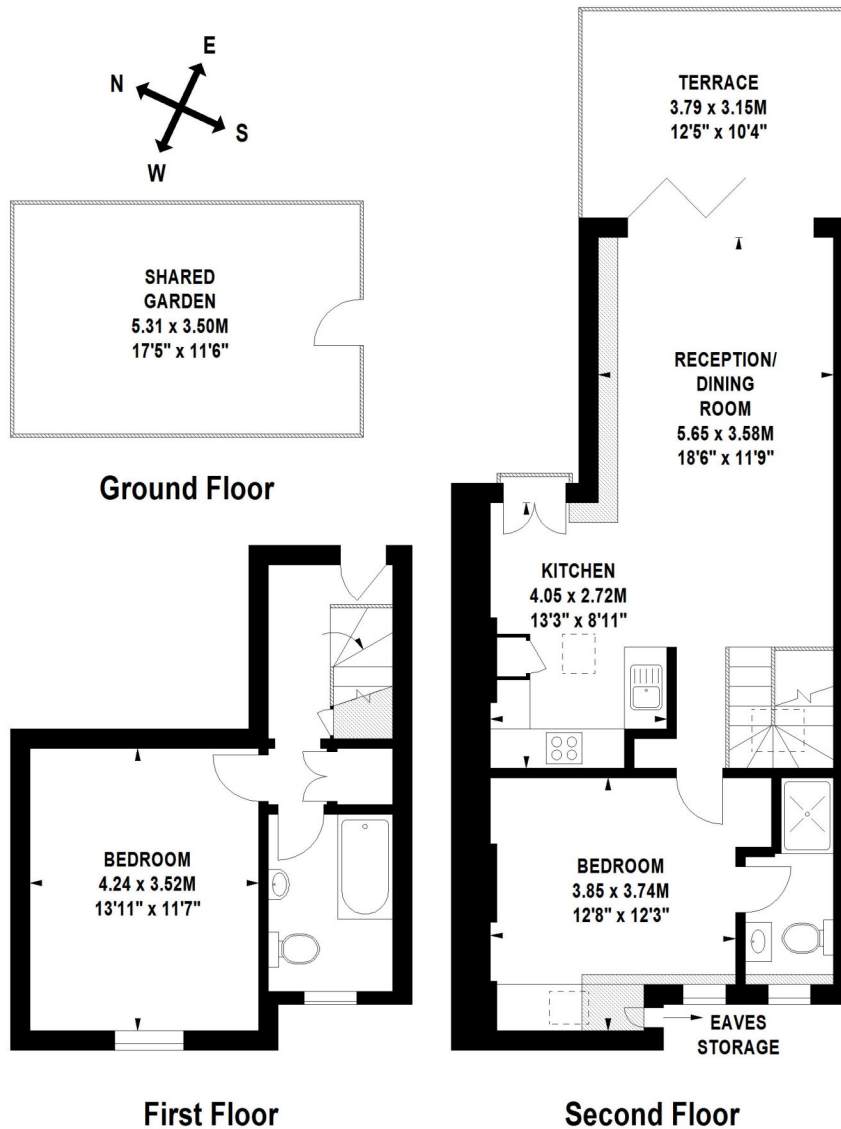 E
N
S
W
SHARED
GARDEN
5.31 x 3.50M
17'5" x 11'6"
Ground Floor
BEDROOM
4.24 x 3.52M
13'11" x 11'7"
First Floor
TERRACE
3.79 x 3.15M
12'5" x 10'4"
RECEPTION/
DINING
ROOM
5.65 x 3.58M
18'6" x 11'9"
KITCHEN
4.05 x 2.72M
13'3" x 8'11"
BEDROOM
3.85 x 3.74M
12'8" x 12'3"
EAVES
STORAGE
Second Floor